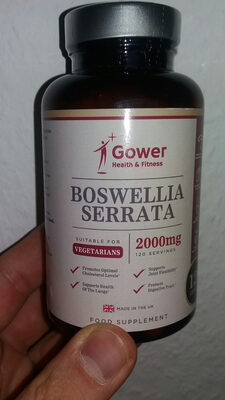 Gower
Health & Fitness
BOSWELLIA
SERRATA
SUITABLE FOR
VEGETARIANS
2000mg
120 SERVINGS
Promotes Optimal
Cholesterol Levels*
Supports
Joint Flexibility*
Supports Health
Of The Lungs*
Protect
Digestive Tract*
MADE IN THE UK
FOOD SUPPLEMENT